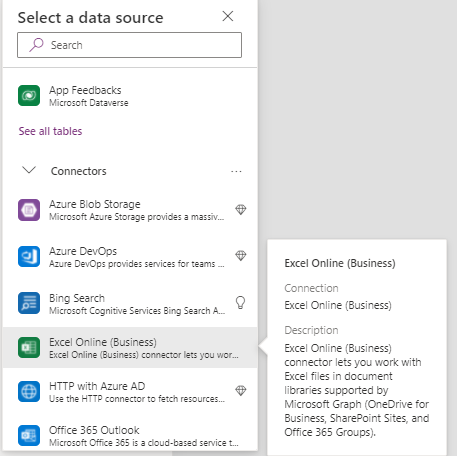 Select a data source
Search
App Feedbacks
Microsoft Dataverse
See all tables
Connectors
Azure Blob Storage
Microsoft Azure Storage provides a massiv...
Azure DevOps
Azure DevOps provides services for teams ...
Bing Search
Microsoft Cognitive Services Bing Search A...
Excel Online (Business)
Excel Online (Business) connector lets you wor...
HTTP with Azure AD
Use the HTTP connector to fetch resources...
Office 365 Outlook
Microsoft Office 365 is a cloud-based service t...
Excel Online (Business)
Connection
Excel Online (Business)
Description
Excel Online (Business)
connector lets you work with
Excel files in document
libraries supported by
Microsoft Graph (OneDrive for
Business, SharePoint Sites, and
Office 365 Groups).